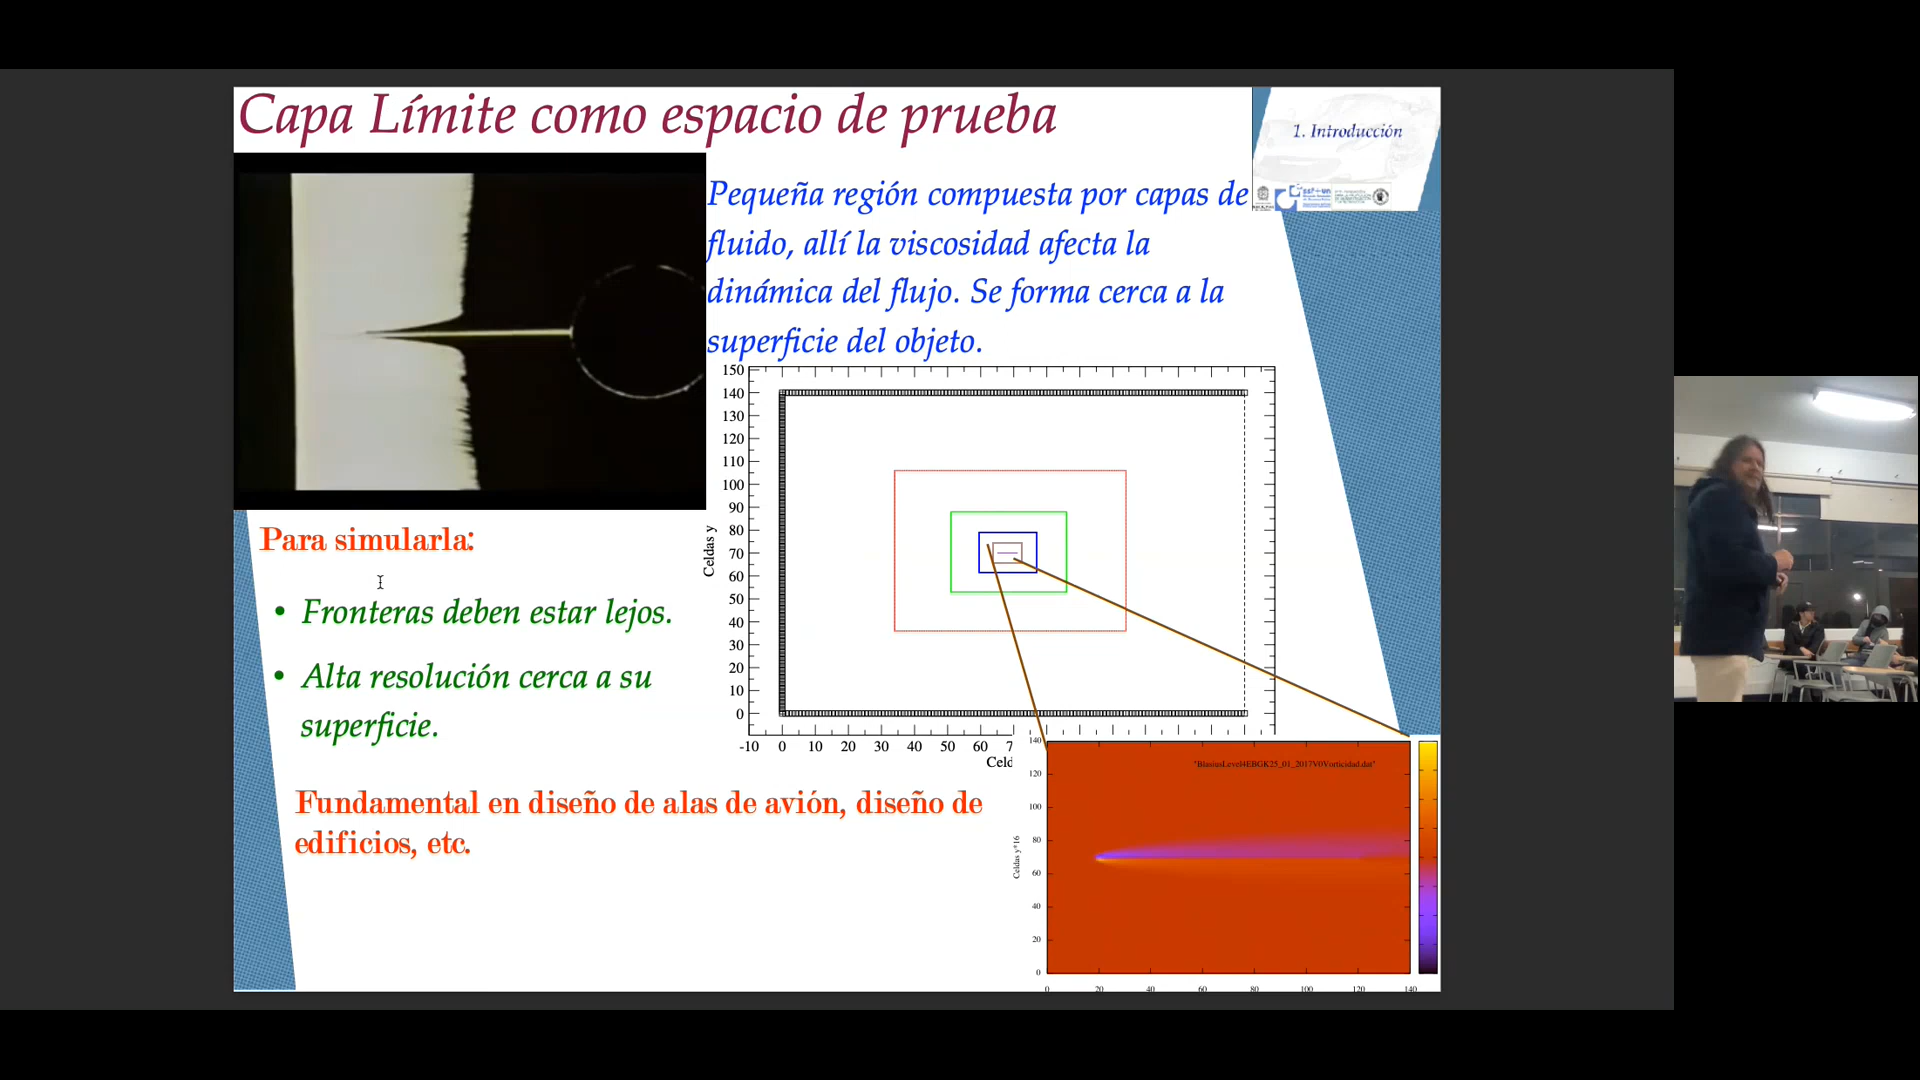 Capa Límite como espacio de prueba
1. Introducción
Pequeña región compuesta por capas de
fluido, allí la viscosidad afecta la
dinámica del flujo. Se forma cerca a la
superficie del objeto.
Para simularla:
• Fronteras deben estar lejos.
• Alta resolución cerca a su
superficie.
Fundamental en diseño de alas de avión, diseño de
edificios, etc.
150
140
130
120
110
100
90
80
70
60
50
40
30
20
10
0
Celdas y
-10 0 10 20 30 40 50 60 7
Celd
"BlasiusLevel4EBGK25_01_2017V0Vorticidad.dat"
140
120
100
80
60
40
20
0
Celdas y*16
0 20 40 60 80 100 120 140